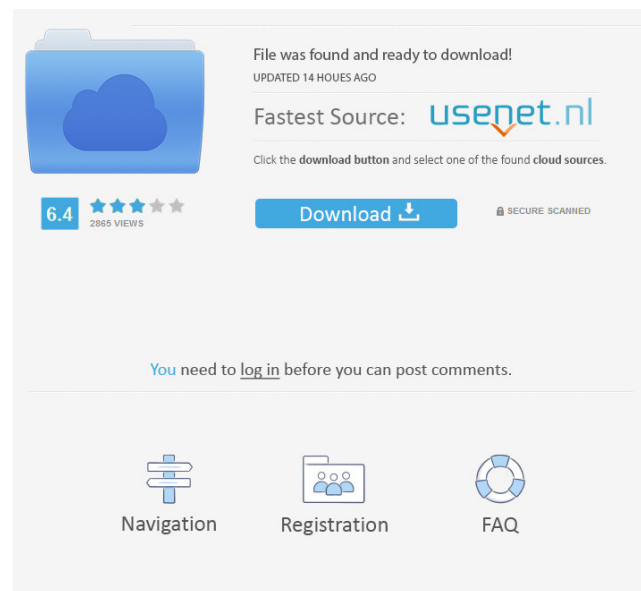 File was found and ready to download!
UPDATED 14 HOUES AGO
Fastest Source: usenet.nl
Click the download button and select one of the found cloud sources.
6.4
2865 VIEWS
Download
SECURE SCANNED
You need to log in before you can post comments.
Navigation
Registration
FAQ